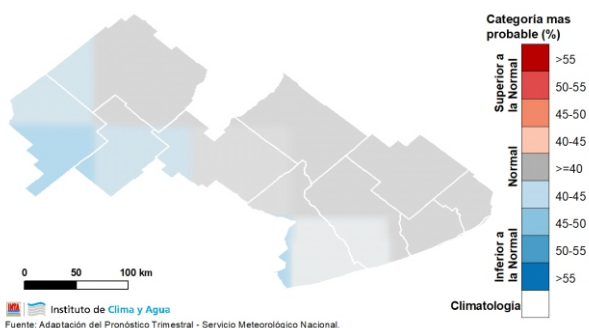 Categoria mas
probable (%)
Superior a
la Normal
>55
50-55
45-50
40-45
Normal
>=40
Inferior a
la Normal
40-45
45-50
50-55
>55
Climatología
0 50 100 km
INTA Instituto de Clima y Agua
Fuente: Adaptación del Pronóstico Trimestral - Servicio Meteorológico Nacional.